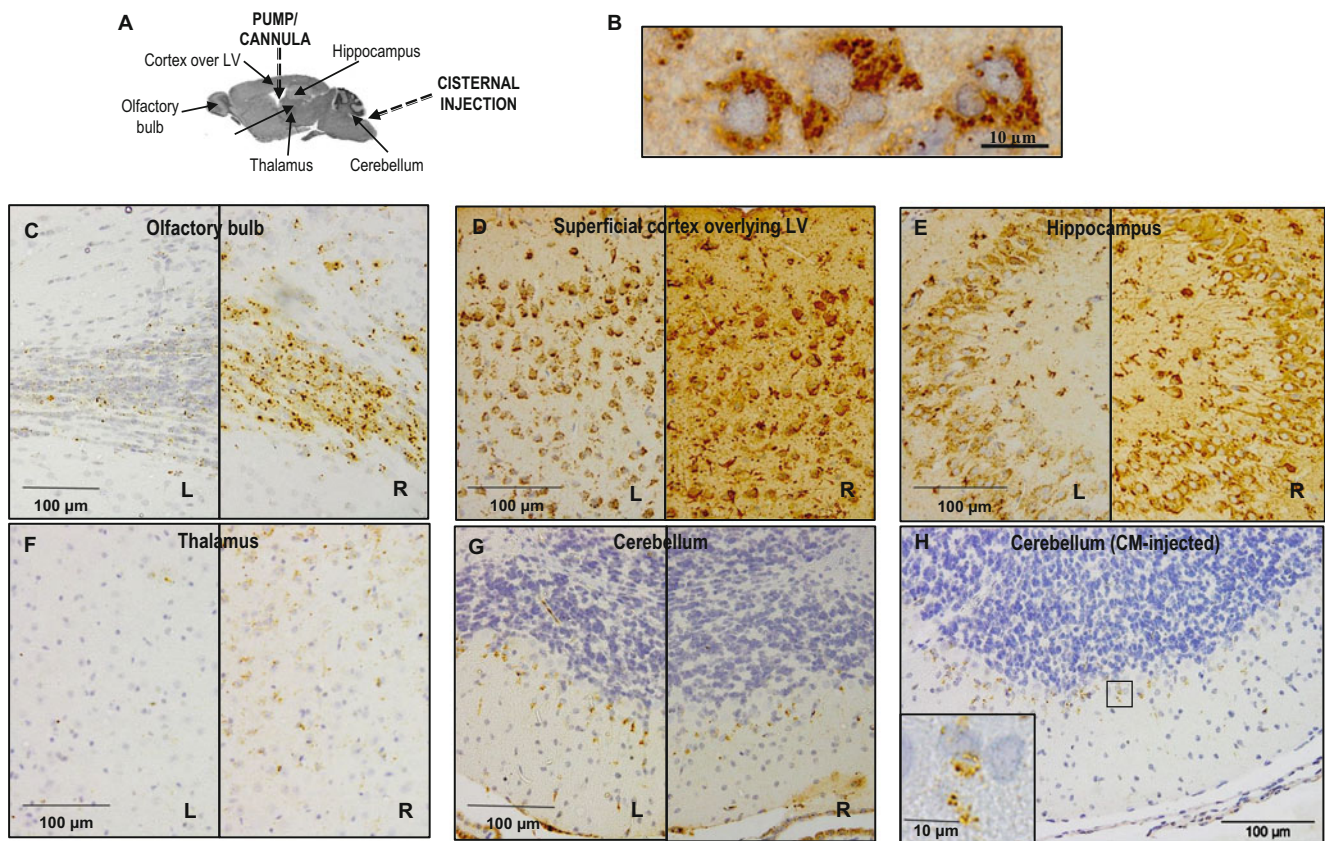 A
PUMP/
CANNULA
Cortex over LV
Hippocampus
Olfactory
bulb
CISTERNAL
INJECTION
Thalamus
Cerebellum
B
10 µm
C
Olfactory bulb
100 µm
L
R
D
Superficial cortex overlying LV
100 µm
L
R
E
Hippocampus
100 µm
L
R
F
Thalamus
100 µm
L
R
G
Cerebellum
100 µm
L
R
H
Cerebellum (CM-injected)
10 µm
100 µm